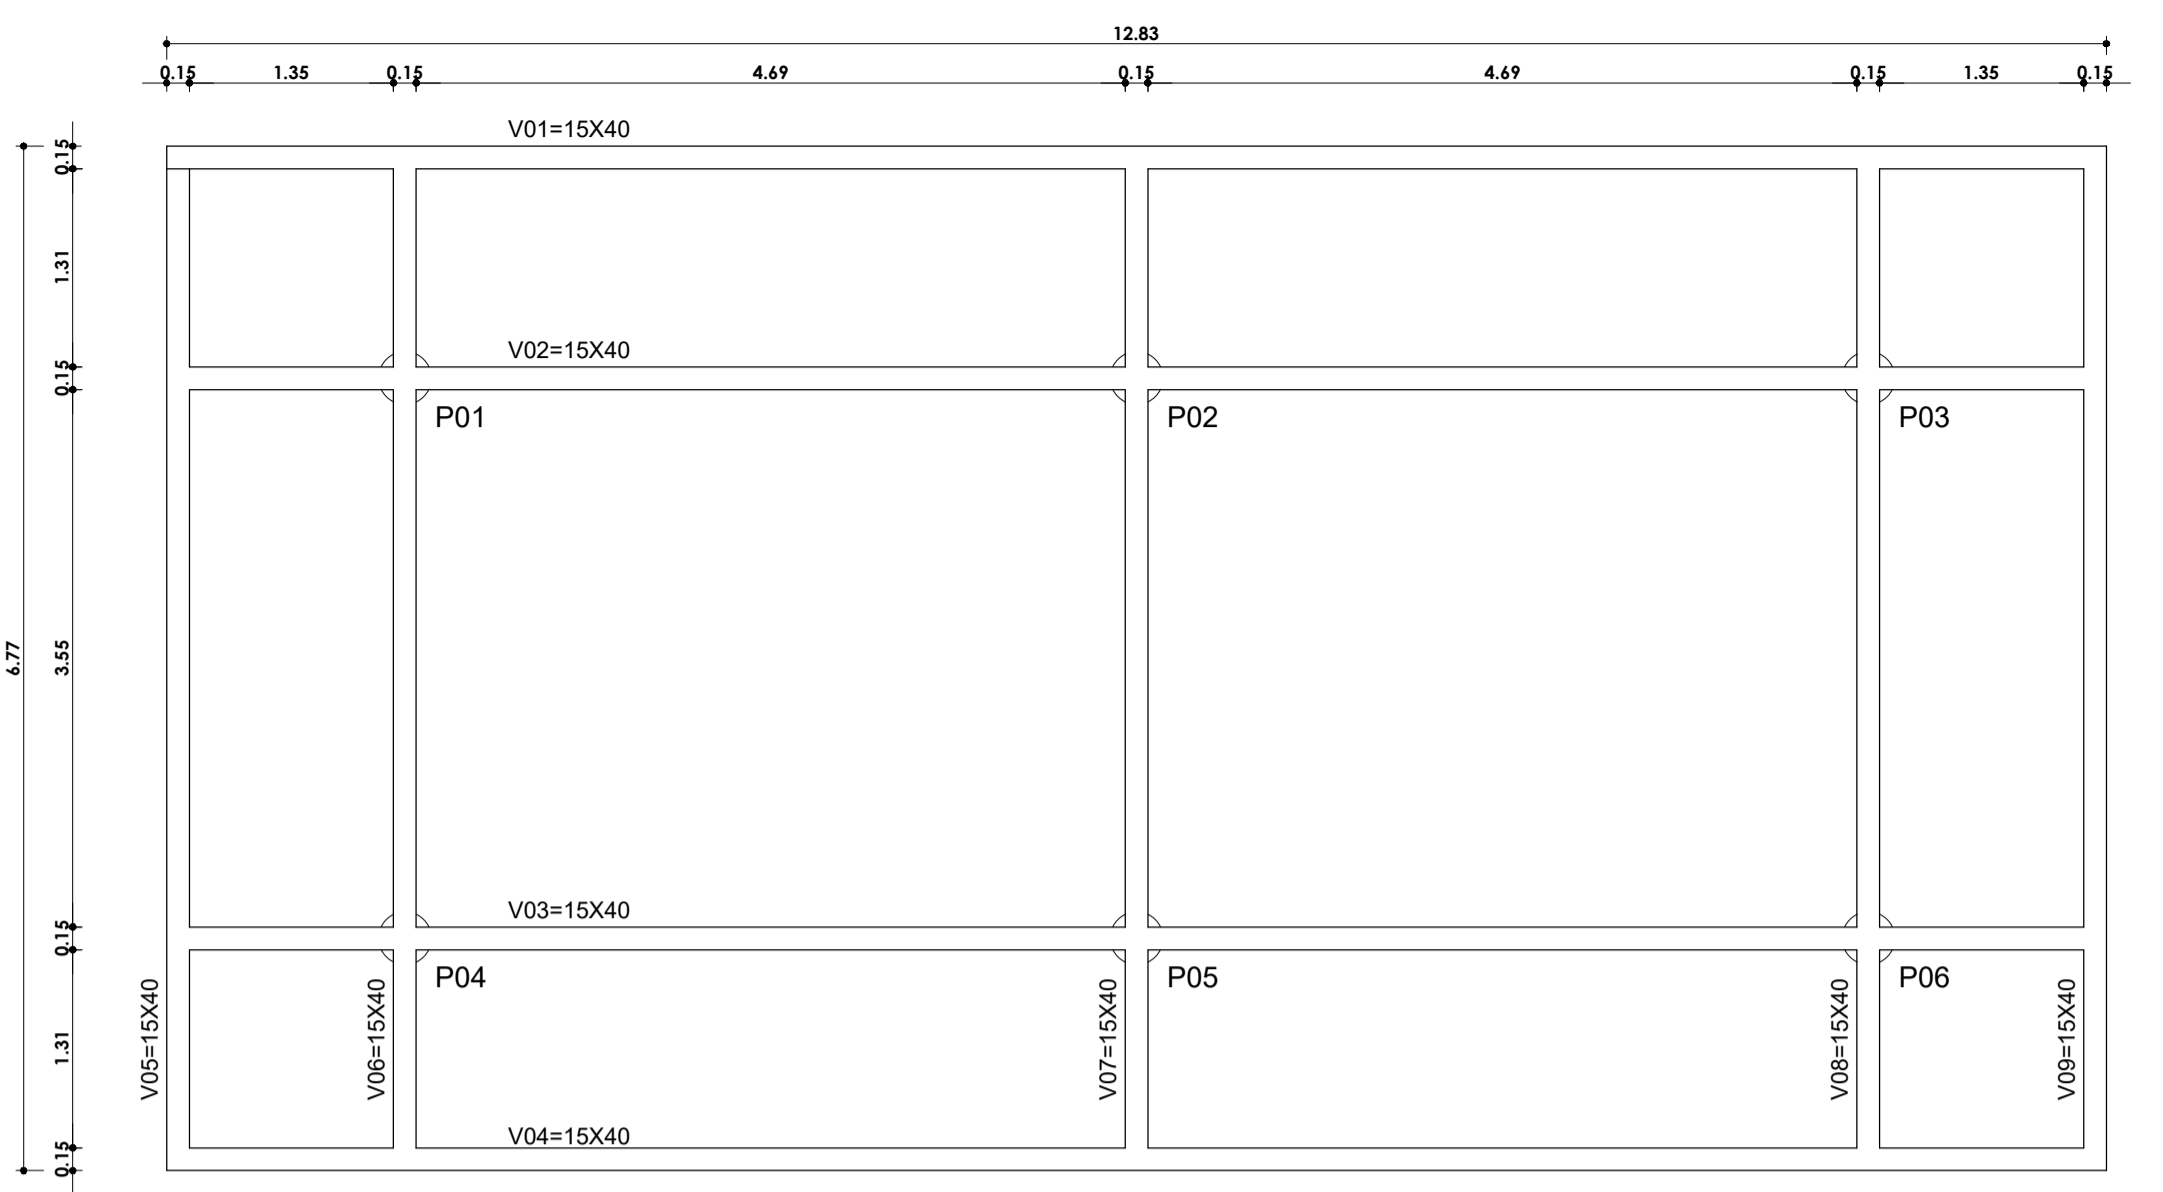 12.83
0.15 1.35 0.15 4.69 0.15 4.69 0.15 1.35 0.15
V01=15X40
0.15
1.31
V02=15X40
0.15
P01 P02 P03
6.77
3.55
V03=15X40
0.15
P04 P05 P06
V05=15X40
V06=15X40
V07=15X40
V08=15X40
V09=15X40
1.31
V04=15X40
0.15